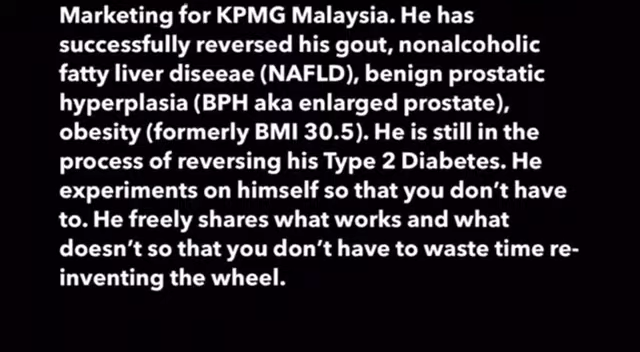 Marketing for KPMG Malaysia. He has
successfully reversed his gout, nonalcoholic
fatty liver diseeae (NAFLD), benign prostatic
hyperplasia (BPH aka enlarged prostate),
obesity (formerly BMI 30.5). He is still in the
process of reversing his Type 2 Diabetes. He
experiments on himself so that you don’t have
to. He freely shares what works and what
doesn’t so that you don’t have to waste time re-
inventing the wheel.